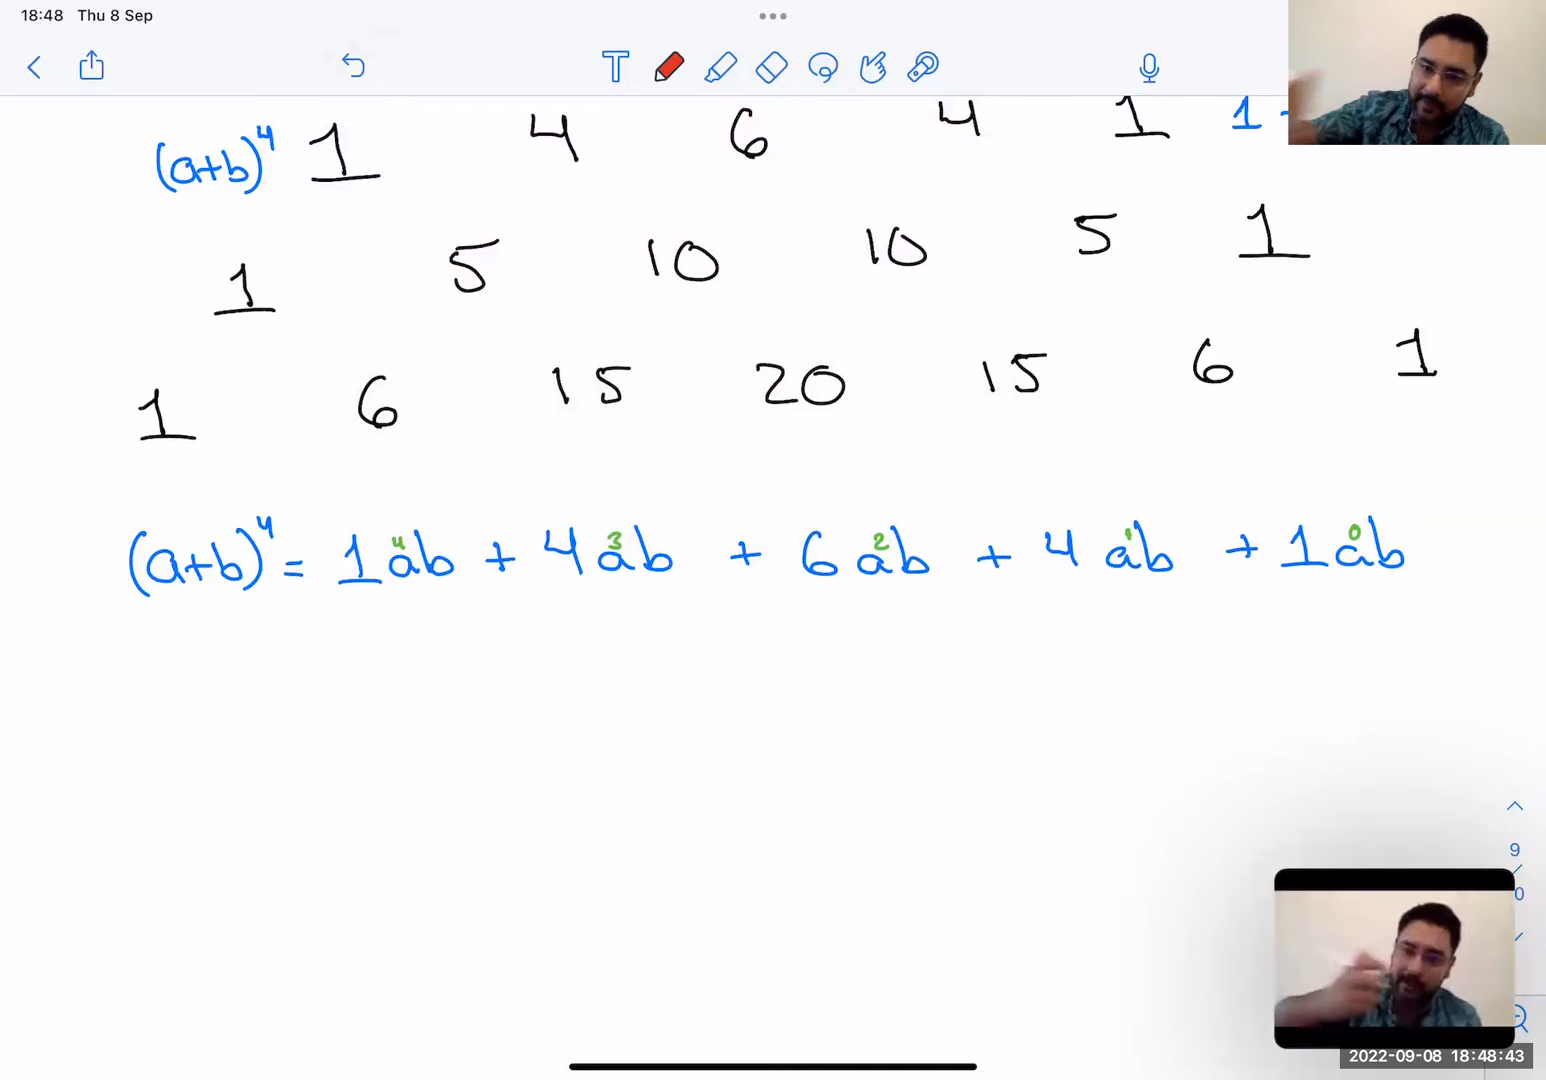 18:48 Thu 8 Sep
T
(a+b)⁴ 1 4 6 4 1 1
1 5 10 10 5 1
1 6 15 20 15 6 1
(a+b)⁴ = 1a⁴b + 4a³b + 6a²b + 4a¹b + 1a⁰b
9
0
2022-09-08 18:48:43